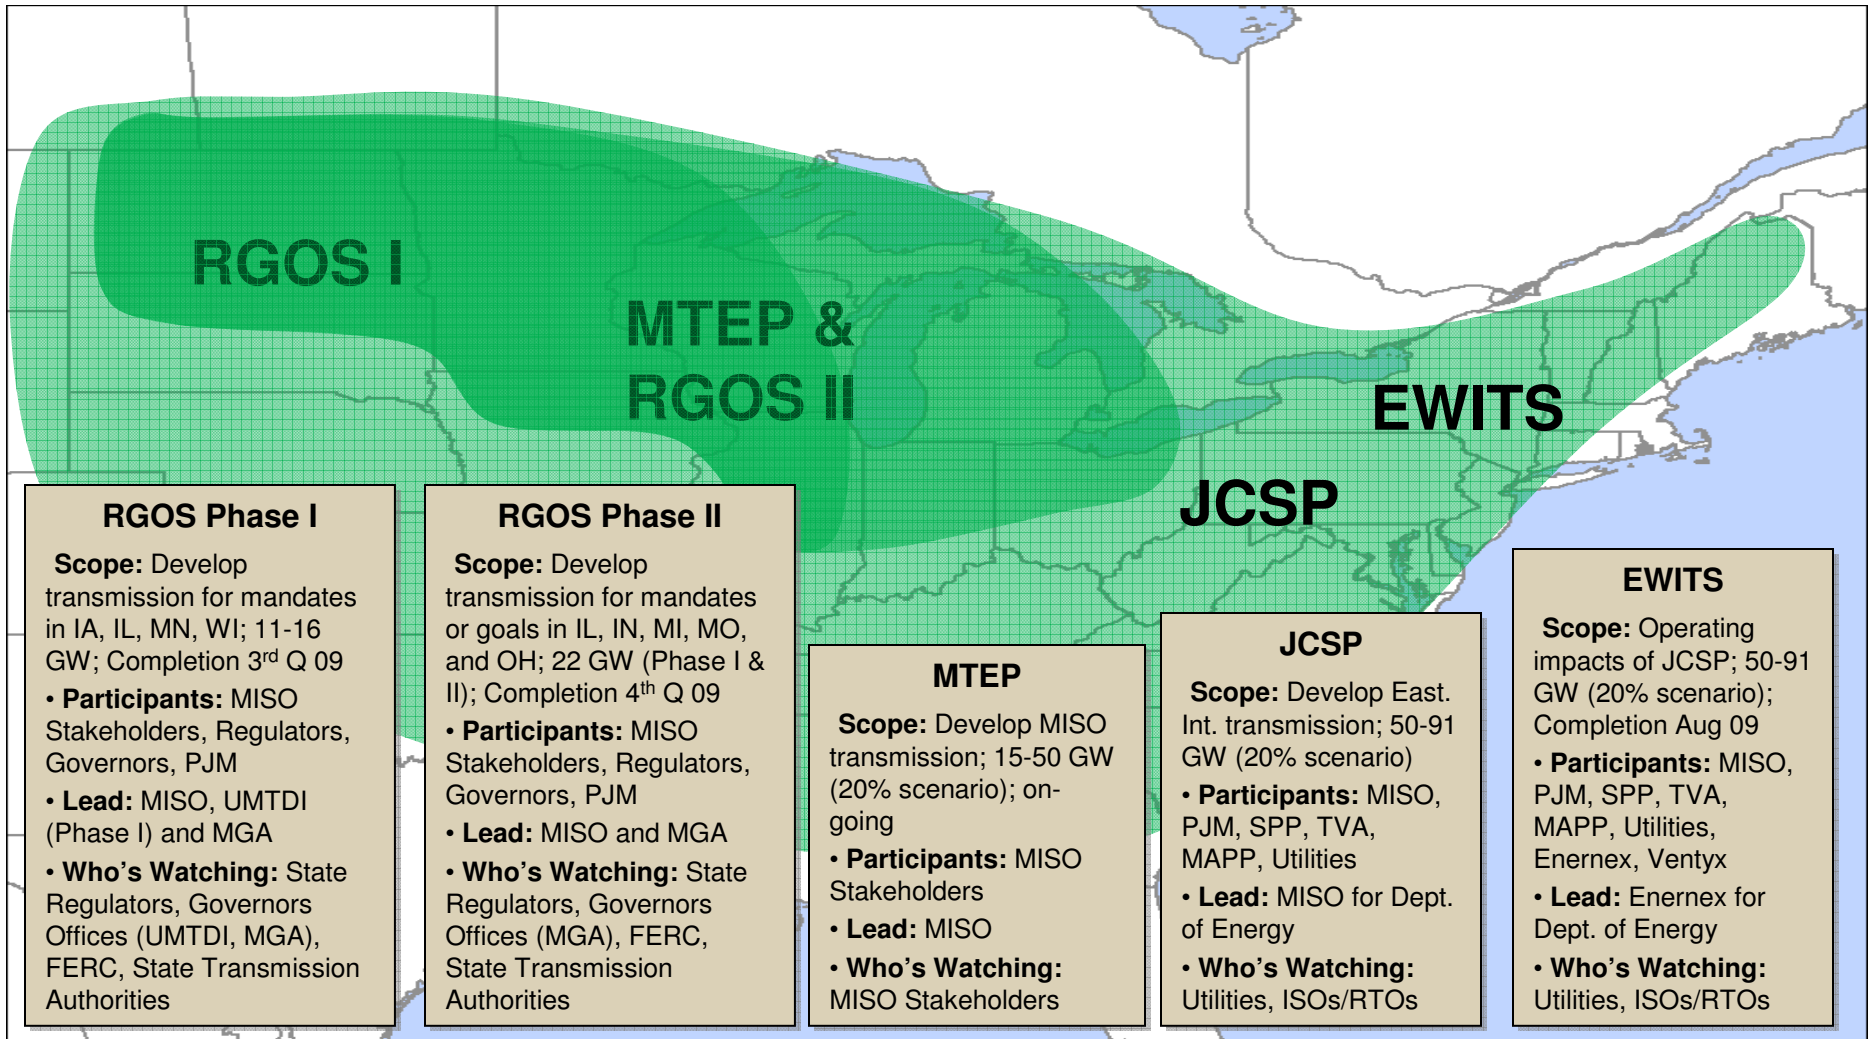 RGOS I
MTEP &
RGOS II
EWITS
JCSP
RGOS Phase I
Scope: Develop
transmission for mandates
in IA, IL, MN, WI; 11-16
GW; Completion 3rd Q 09
• Participants: MISO
Stakeholders, Regulators,
Governors, PJM
• Lead: MISO, UMTDI
(Phase I) and MGA
• Who's Watching: State
Regulators, Governors
Offices (UMTDI, MGA),
FERC, State Transmission
Authorities
RGOS Phase II
Scope: Develop
transmission for mandates
or goals in IL, IN, MI, MO,
and OH; 22 GW (Phase I &
II); Completion 4th Q 09
• Participants: MISO
Stakeholders, Regulators,
Governors, PJM
• Lead: MISO and MGA
• Who's Watching: State
Regulators, Governors
Offices (MGA), FERC,
State Transmission
Authorities
MTEP
Scope: Develop MISO
transmission; 15-50 GW
(20% scenario); on-
going
• Participants: MISO
Stakeholders
• Lead: MISO
• Who's Watching:
MISO Stakeholders
JCSP
Scope: Develop East.
Int. transmission; 50-91
GW (20% scenario)
• Participants: MISO,
PJM, SPP, TVA,
MAPP, Utilities
• Lead: MISO for Dept.
of Energy
• Who's Watching:
Utilities, ISOs/RTOs
EWITS
Scope: Operating
impacts of JCSP; 50-91
GW (20% scenario);
Completion Aug 09
• Participants: MISO,
PJM, SPP, TVA,
MAPP, Utilities,
Enernex, Ventyx
• Lead: Enernex for
Dept. of Energy
• Who's Watching:
Utilities, ISOs/RTOs